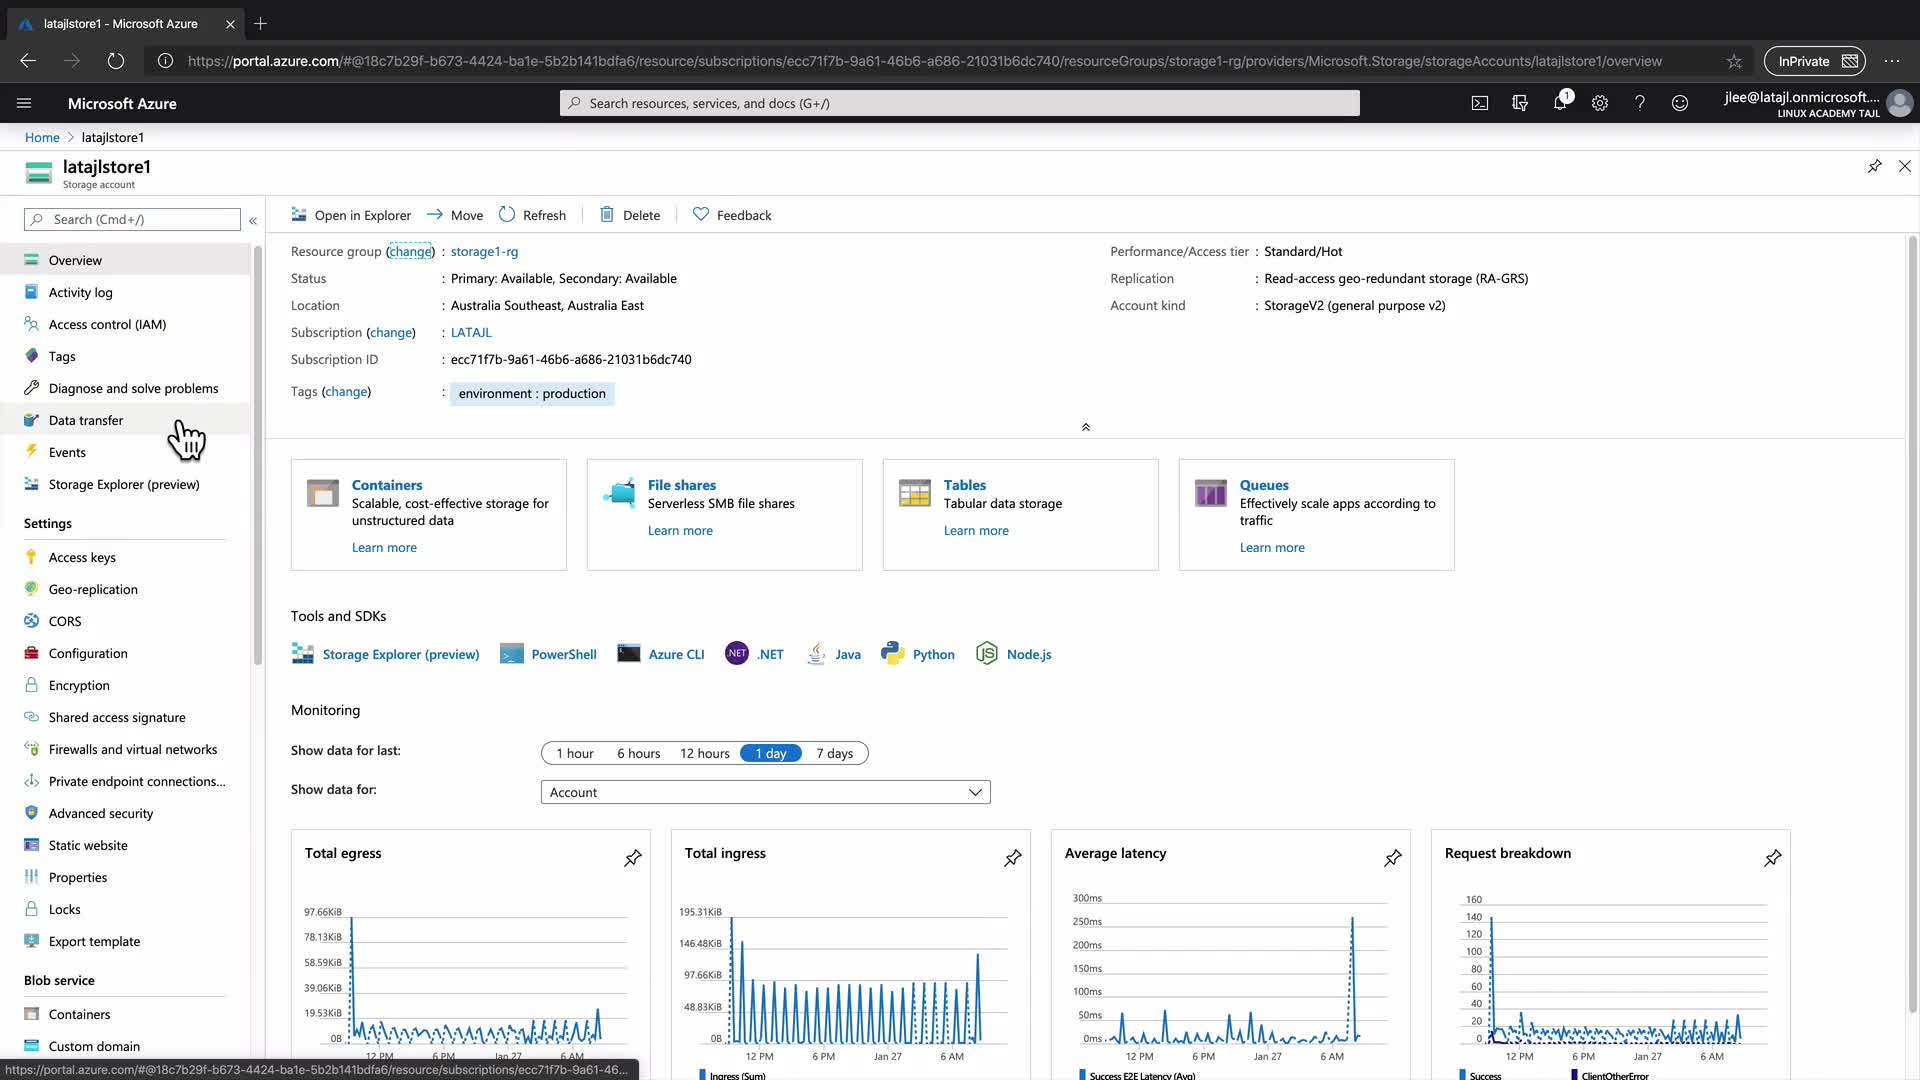 latajlstore1 - Microsoft Azure
https://portal.azure.com/#@18c7b29f-b673-4424-ba1e-5b2b141bdfa6/resource/subscriptions/ecc71f7b-9a61-46b6-a686-21031b6dc740/resourceGroups/storage1-rg/providers/Microsoft.Storage/storageAccounts/latajlstore1/overview
InPrivate
Microsoft Azure
Search resources, services, and docs (G+/)
1
jlee@latajl.onmicrosoft....
LINUX ACADEMY TAJL
Home > latajlstore1
latajlstore1
Storage account
Search (Cmd+/)
«
Overview
Activity log
Access control (IAM)
Tags
Diagnose and solve problems
Data transfer
Events
Storage Explorer (preview)
Settings
Access keys
Geo-replication
CORS
Configuration
Encryption
Shared access signature
Firewalls and virtual networks
Private endpoint connections...
Advanced security
Static website
Properties
Locks
Export template
Blob service
Containers
Custom domain
Open in Explorer Move Refresh Delete Feedback
Resource group (change) : storage1-rg
Status : Primary: Available, Secondary: Available
Location : Australia Southeast, Australia East
Subscription (change) : LATAJL
Subscription ID : ecc71f7b-9a61-46b6-a686-21031b6dc740
Tags (change) : environment : production
Performance/Access tier : Standard/Hot
Replication : Read-access geo-redundant storage (RA-GRS)
Account kind : StorageV2 (general purpose v2)
Containers
Scalable, cost-effective storage for
unstructured data
Learn more
File shares
Serverless SMB file shares
Learn more
Tables
Tabular data storage
Learn more
Queues
Effectively scale apps according to
traffic
Learn more
Tools and SDKs
Storage Explorer (preview) PowerShell Azure CLI NET .NET Java Python JS Node.js
Monitoring
Show data for last: 1 hour 6 hours 12 hours 1 day 7 days
Show data for: Account
Total egress
97.66KiB
78.13KiB
58.59KiB
39.06KiB
19.53KiB
0B
12 PM 6 PM Jan 27 6 AM
Total ingress
195.31KiB
146.48KiB
97.66KiB
48.83KiB
0B
12 PM 6 PM Jan 27 6 AM
Ingress (Sum)
Average latency
300ms
250ms
200ms
150ms
100ms
50ms
0ms
12 PM 6 PM Jan 27 6 AM
Success E2E Latency (Avg)
Request breakdown
160
140
120
100
80
60
40
20
0
12 PM 6 PM Jan 27 6 AM
Success ClientOtherError
https://portal.azure.com/#@18c7b29f-b673-4424-ba1e-5b2b141bdfa6/resource/subscriptions/ecc71f7b-9a61-46...